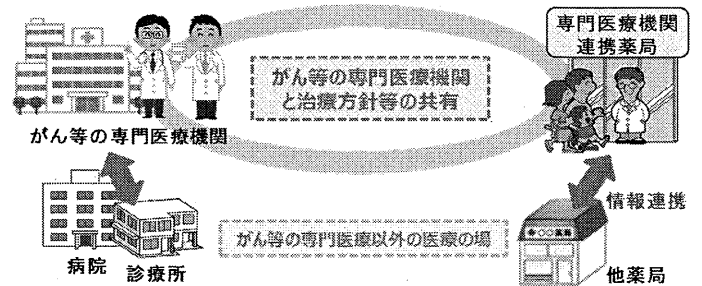 専門医療機関
連携薬局
がん等の専門医療機関
と治療方針等の共有
がん等の専門医療機関
情報連携
がん等の専門医療以外の医療の場
○○薬局
病院
診療所
他薬局